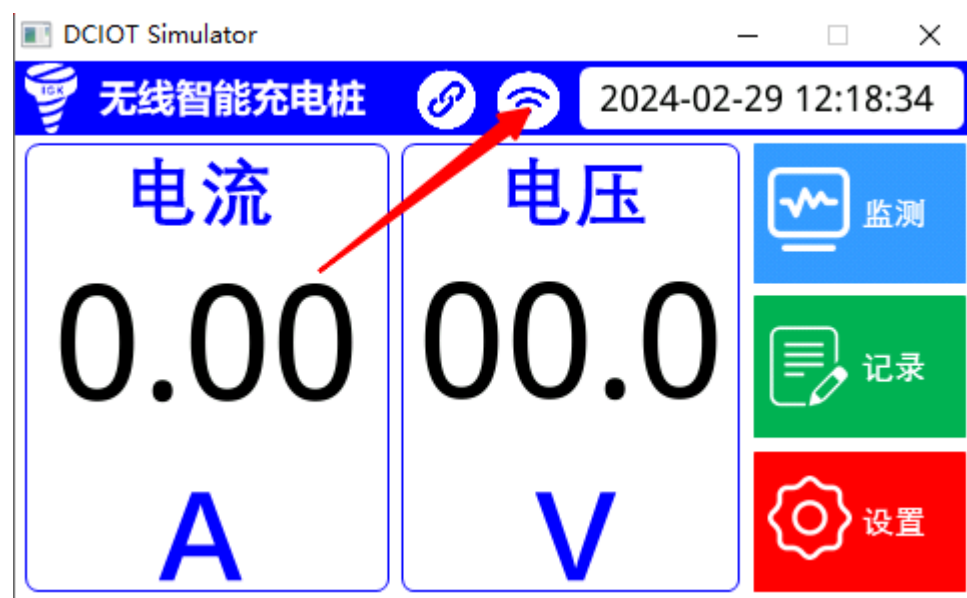 DCIOT Simulator
IGK
无线智能充电桩
2024-02-29 12:18:34
电流
电压
监测
0.00
00.0
记录
A
V
设置